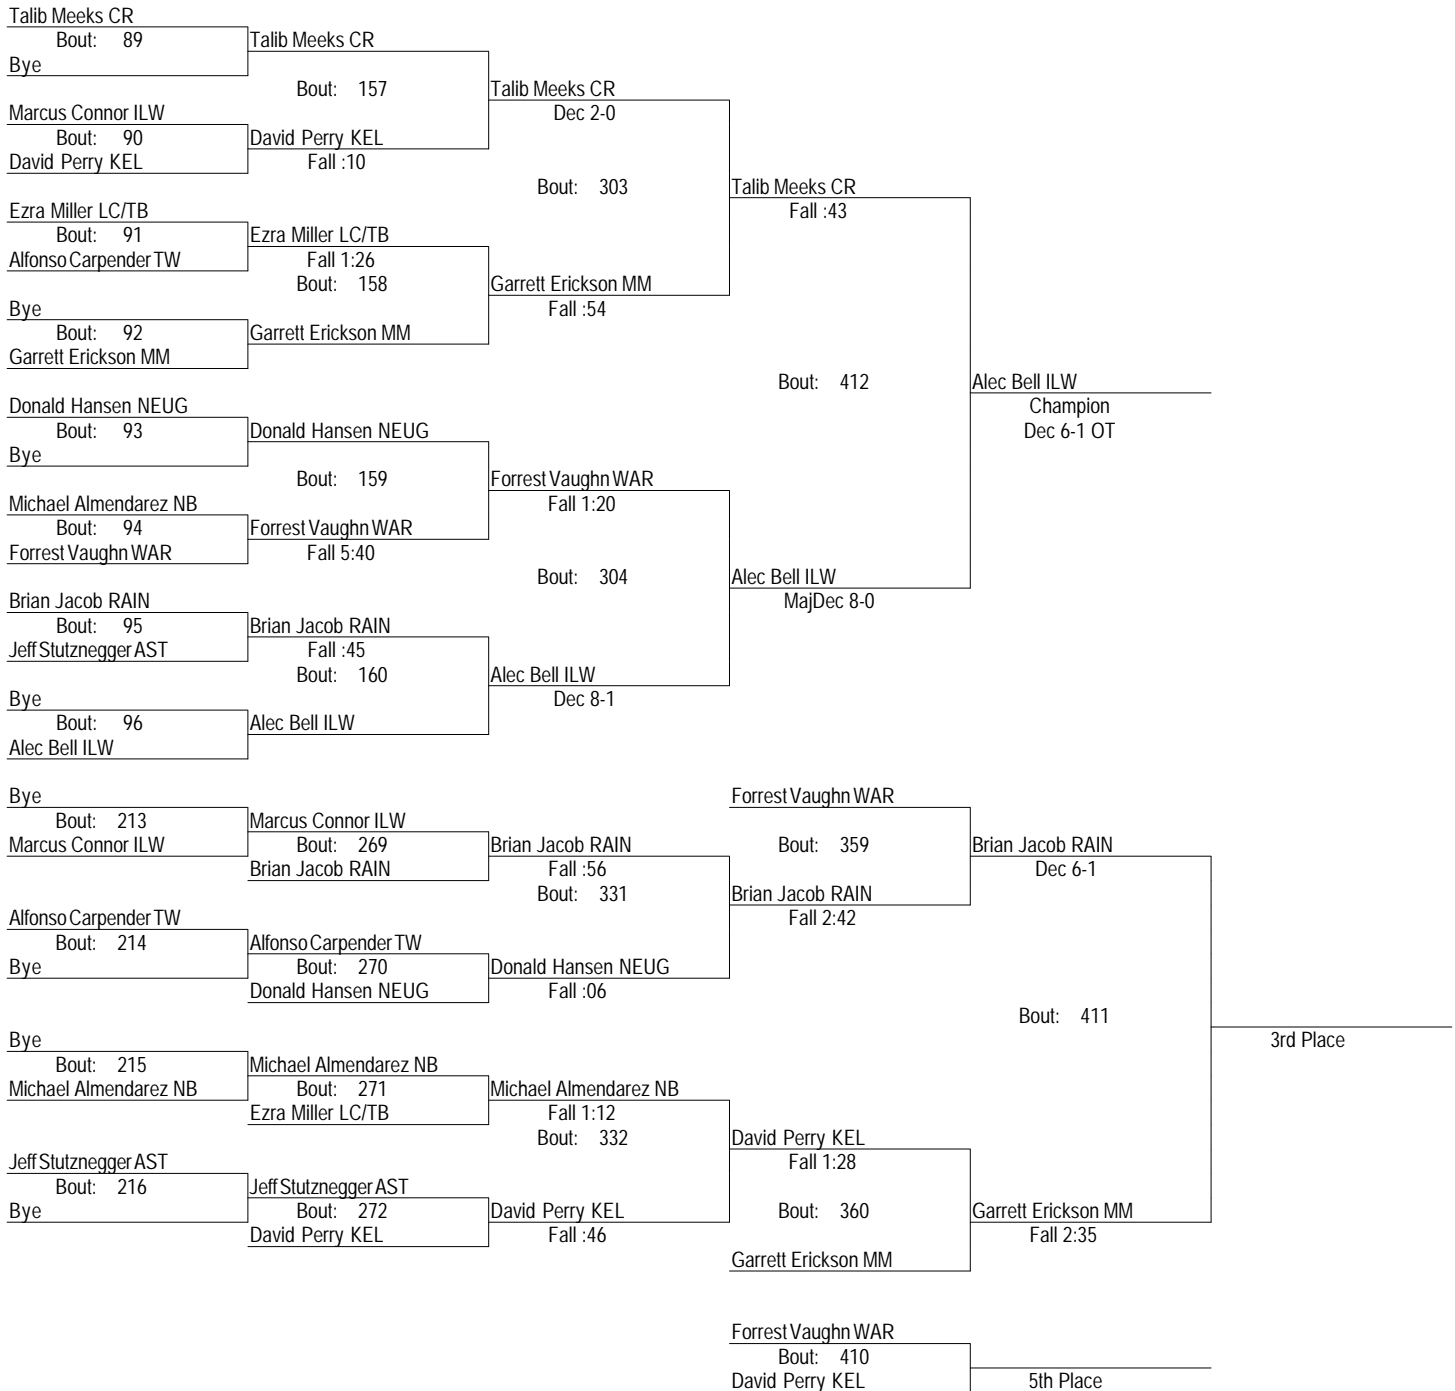 Talib Meeks CR
Bout: 89
Talib Meeks CR
Bye
Bout: 157
Talib Meeks CR
Marcus Connor ILW
Dec 2-0
Bout: 90
David Perry KEL
David Perry KEL
Fall :10
Bout: 303
Talib Meeks CR
Ezra Miller LC/TB
Fall :43
Bout: 91
Ezra Miller LC/TB
Alfonso Carpender TW
Fall 1:26
Bout: 158
Garrett Erickson MM
Bye
Fall :54
Bout: 92
Garrett Erickson MM
Garrett Erickson MM
Bout: 412
Alec Bell ILW
Donald Hansen NEUG
Champion
Bout: 93
Donald Hansen NEUG
Dec 6-1 OT
Bye
Bout: 159
Forrest Vaughn WAR
Michael Almendarez NB
Fall 1:20
Bout: 94
Forrest Vaughn WAR
Forrest Vaughn WAR
Fall 5:40
Bout: 304
Alec Bell ILW
Brian Jacob RAIN
MajDec 8-0
Bout: 95
Brian Jacob RAIN
Jeff Stutznegger AST
Fall :45
Bout: 160
Alec Bell ILW
Bye
Dec 8-1
Bout: 96
Alec Bell ILW
Alec Bell ILW
Bye
Forrest Vaughn WAR
Bout: 213
Marcus Connor ILW
Marcus Connor ILW
Bout: 269
Brian Jacob RAIN
Bout: 359
Brian Jacob RAIN
Brian Jacob RAIN
Fall :56
Dec 6-1
Bout: 331
Brian Jacob RAIN
Alfonso Carpender TW
Fall 2:42
Bout: 214
Alfonso Carpender TW
Bye
Bout: 270
Donald Hansen NEUG
Donald Hansen NEUG
Fall :06
Bout: 411
Bye
3rd Place
Bout: 215
Michael Almendarez NB
Michael Almendarez NB
Bout: 271
Michael Almendarez NB
Ezra Miller LC/TB
Fall 1:12
Bout: 332
David Perry KEL
Jeff Stutznegger AST
Fall 1:28
Bout: 216
Jeff Stutznegger AST
Bye
Bout: 272
David Perry KEL
Bout: 360
Garrett Erickson MM
David Perry KEL
Fall :46
Fall 2:35
Garrett Erickson MM
Forrest Vaughn WAR
Bout: 410
David Perry KEL
5th Place